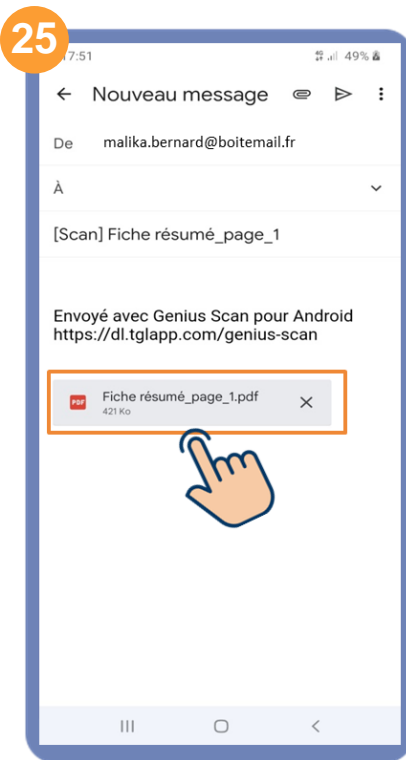 25
17:51
49%
Nouveau message
De malika.bernard@boitemail.fr
À
[Scan] Fiche résumé_page_1
Envoyé avec Genius Scan pour Android
https://dl.tglapp.com/genius-scan
PDF
Fiche résumé_page_1.pdf
421 Ko